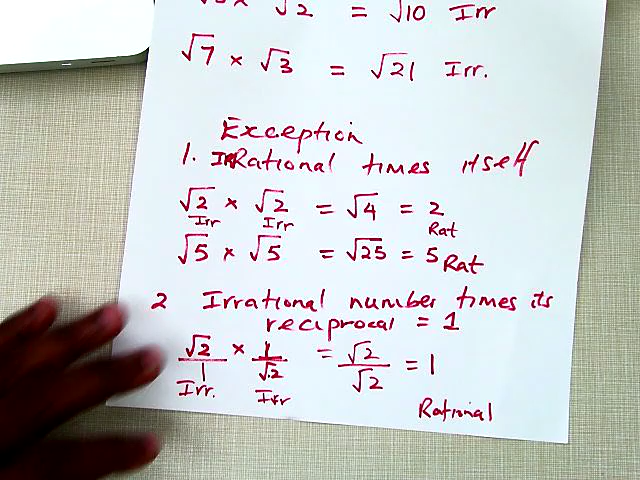 × √2 = √10 Irr
√7 × √3 = √21 Irr.
Exception
1. IrRational times itself
√2 × √2 = √4 = 2
Irr Irr Rat
√5 × √5 = √25 = 5 Rat
2 Irrational number times its
reciprocal = 1
√2/1 × 1/√2 = √2/√2 = 1
Irr. Irr
Rational